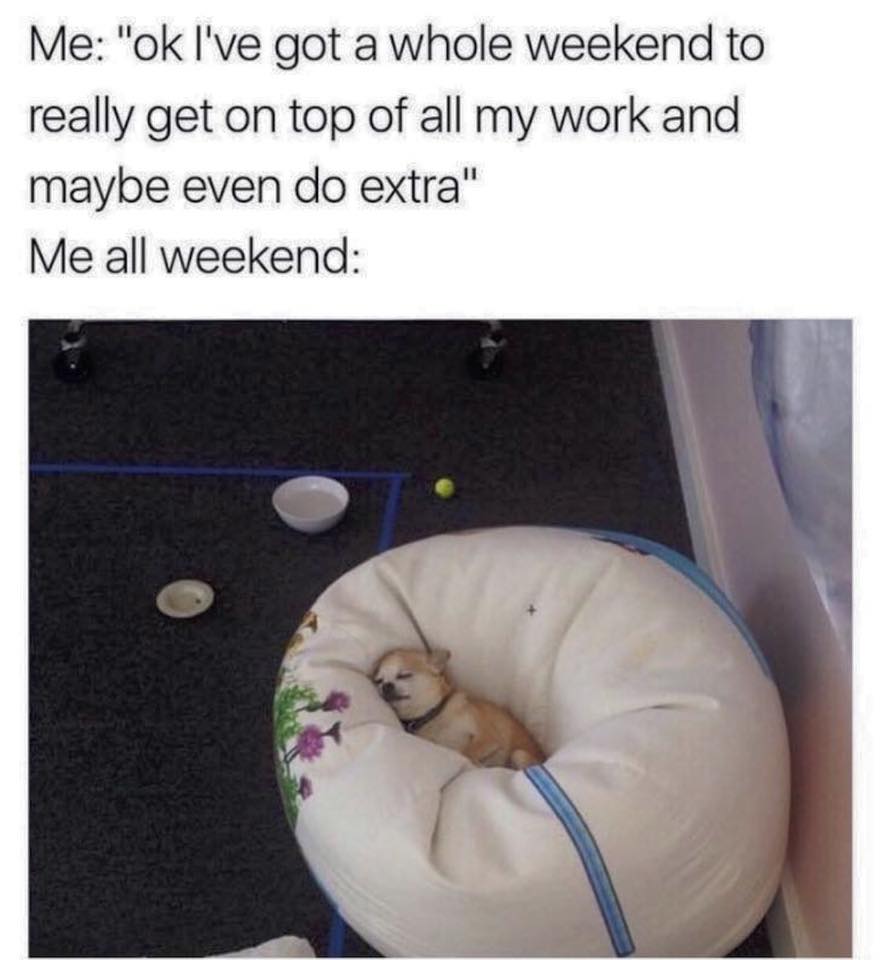 Me: "ok I've got a whole weekend to
really get on top of all my work and
maybe even do extra"
Me all weekend: